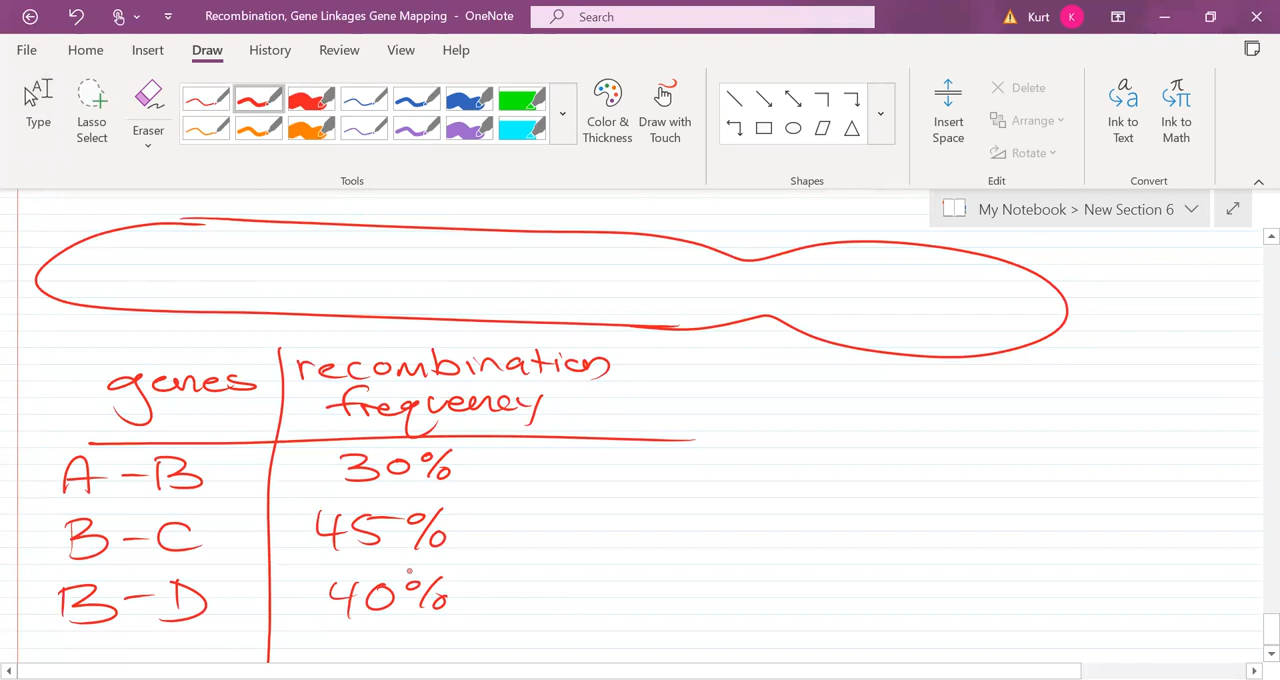 Recombination, Gene Linkages Gene Mapping - OneNote
Search
Kurt K
File Home Insert Draw History Review View Help
Type
Lasso Select
Eraser
Color & Thickness
Draw with Touch
Insert Space
Delete
Arrange
Rotate
Ink to Text
Ink to Math
Tools
Shapes
Edit
Convert
My Notebook > New Section 6
genes recombination
frequency
A - B 30%
B - C 45%
B - D 40%